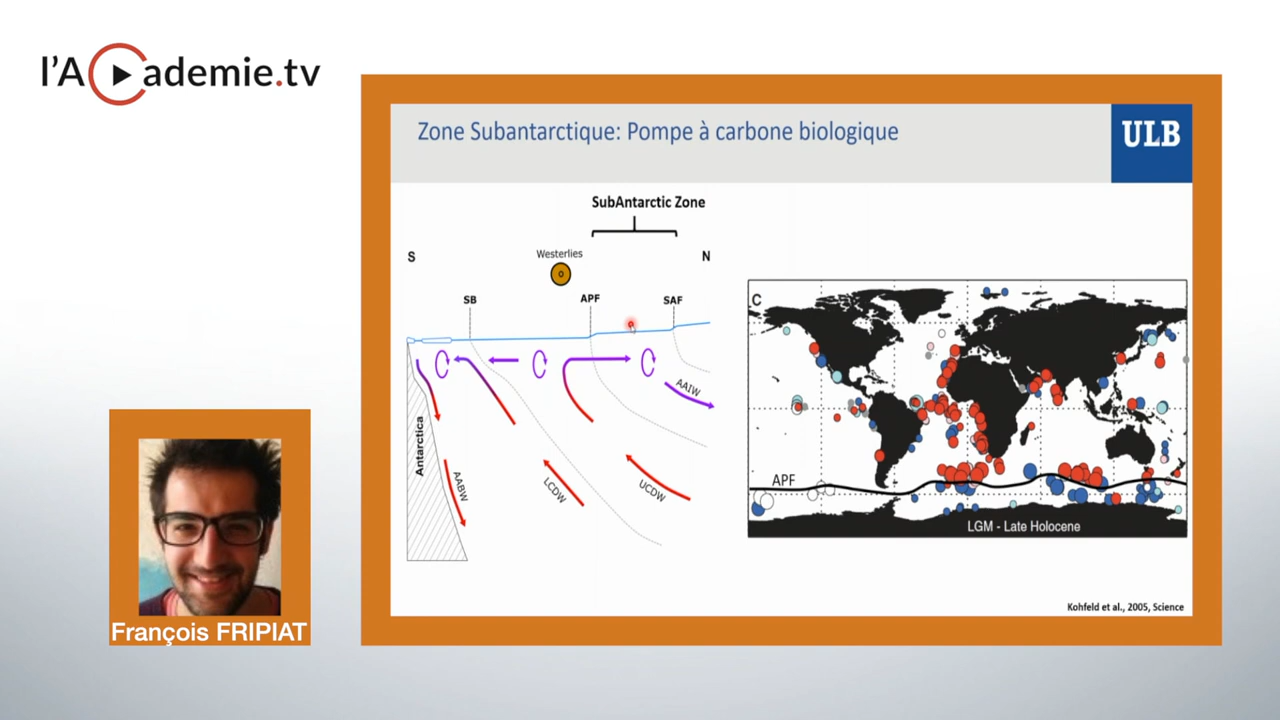 l'Academie.tv
Zone Subantarctique: Pompe à carbone biologique
ULB
SubAntarctic Zone
S
Westerlies
N
SB
APF
SAF
AAIW
Antarctica
AABW
LCDW
UCDW
C
APF
LGM - Late Holocene
Kohfeld et al., 2005, Science
François FRIPIAT